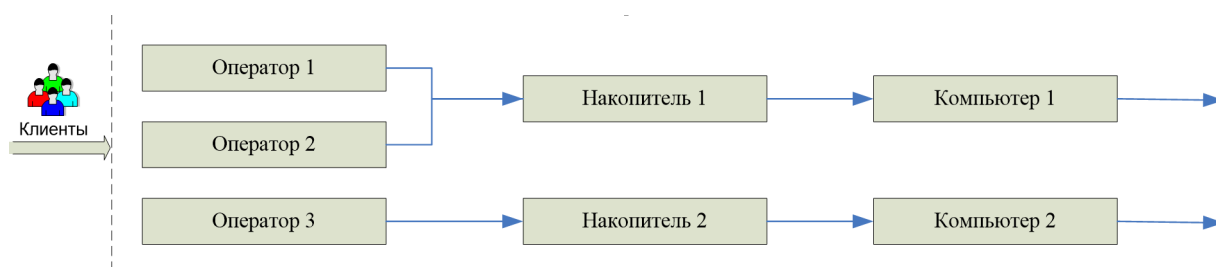 Клиенты
Оператор 1
Оператор 2
Оператор 3
Накопитель 1
Накопитель 2
Компьютер 1
Компьютер 2